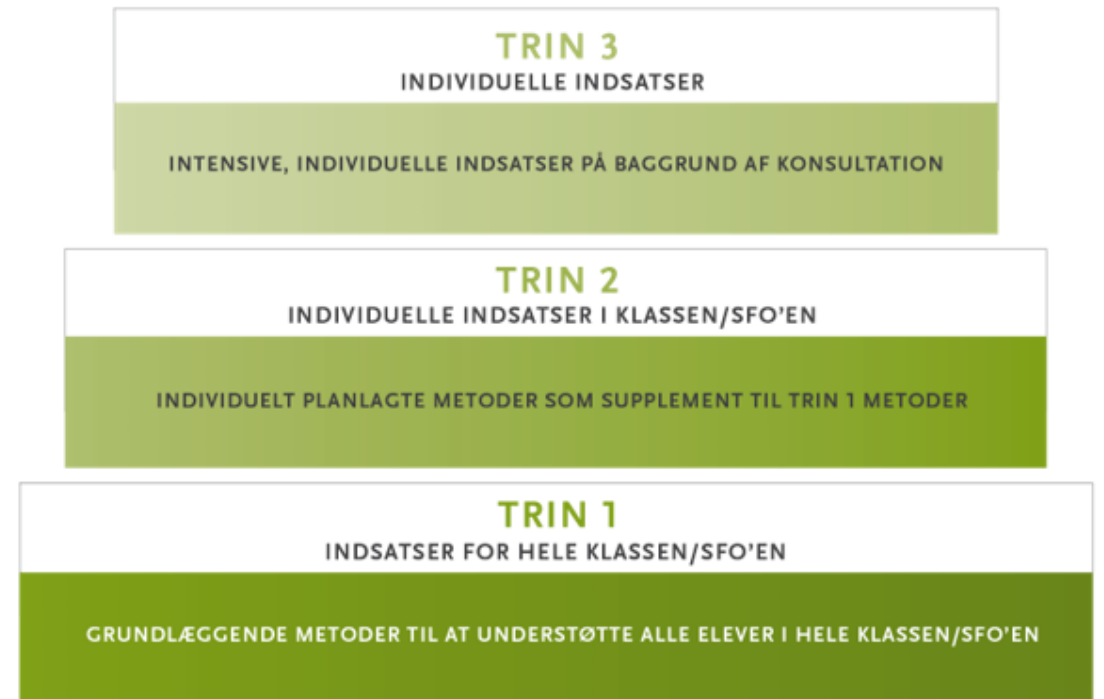 TRIN 3
INDIVIDUELLE INDSATSER
INTENSIVE, INDIVIDUELLE INDSATSER PÅ BAGGRUND AF KONSULTATION
TRIN 2
INDIVIDUELLE INDSATSER I KLASSEN/SFO'EN
INDIVIDUELT PLANLAGTE METODER SOM SUPPLEMENT TIL TRIN 1 METODER
TRIN 1
INDSATSER FOR HELE KLASSEN/SFO'EN
GRUNDLÆGGENDE METODER TIL AT UNDERSTØTTE ALLE ELEVER I HELE KLASSEN/SFO'EN